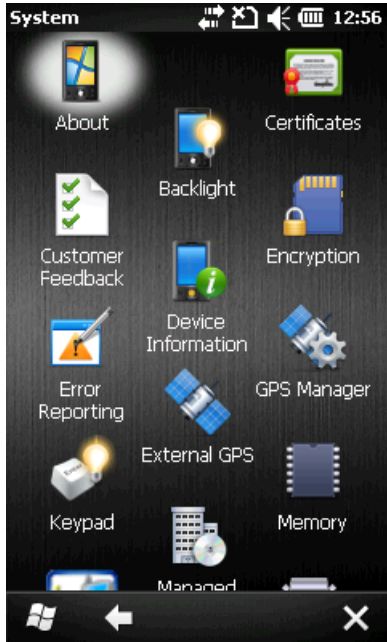 System 12:56
About
Certificates
Backlight
Customer
Feedback
Encryption
Device
Information
Error
Reporting
GPS Manager
External GPS
Keypad
Memory
Managed